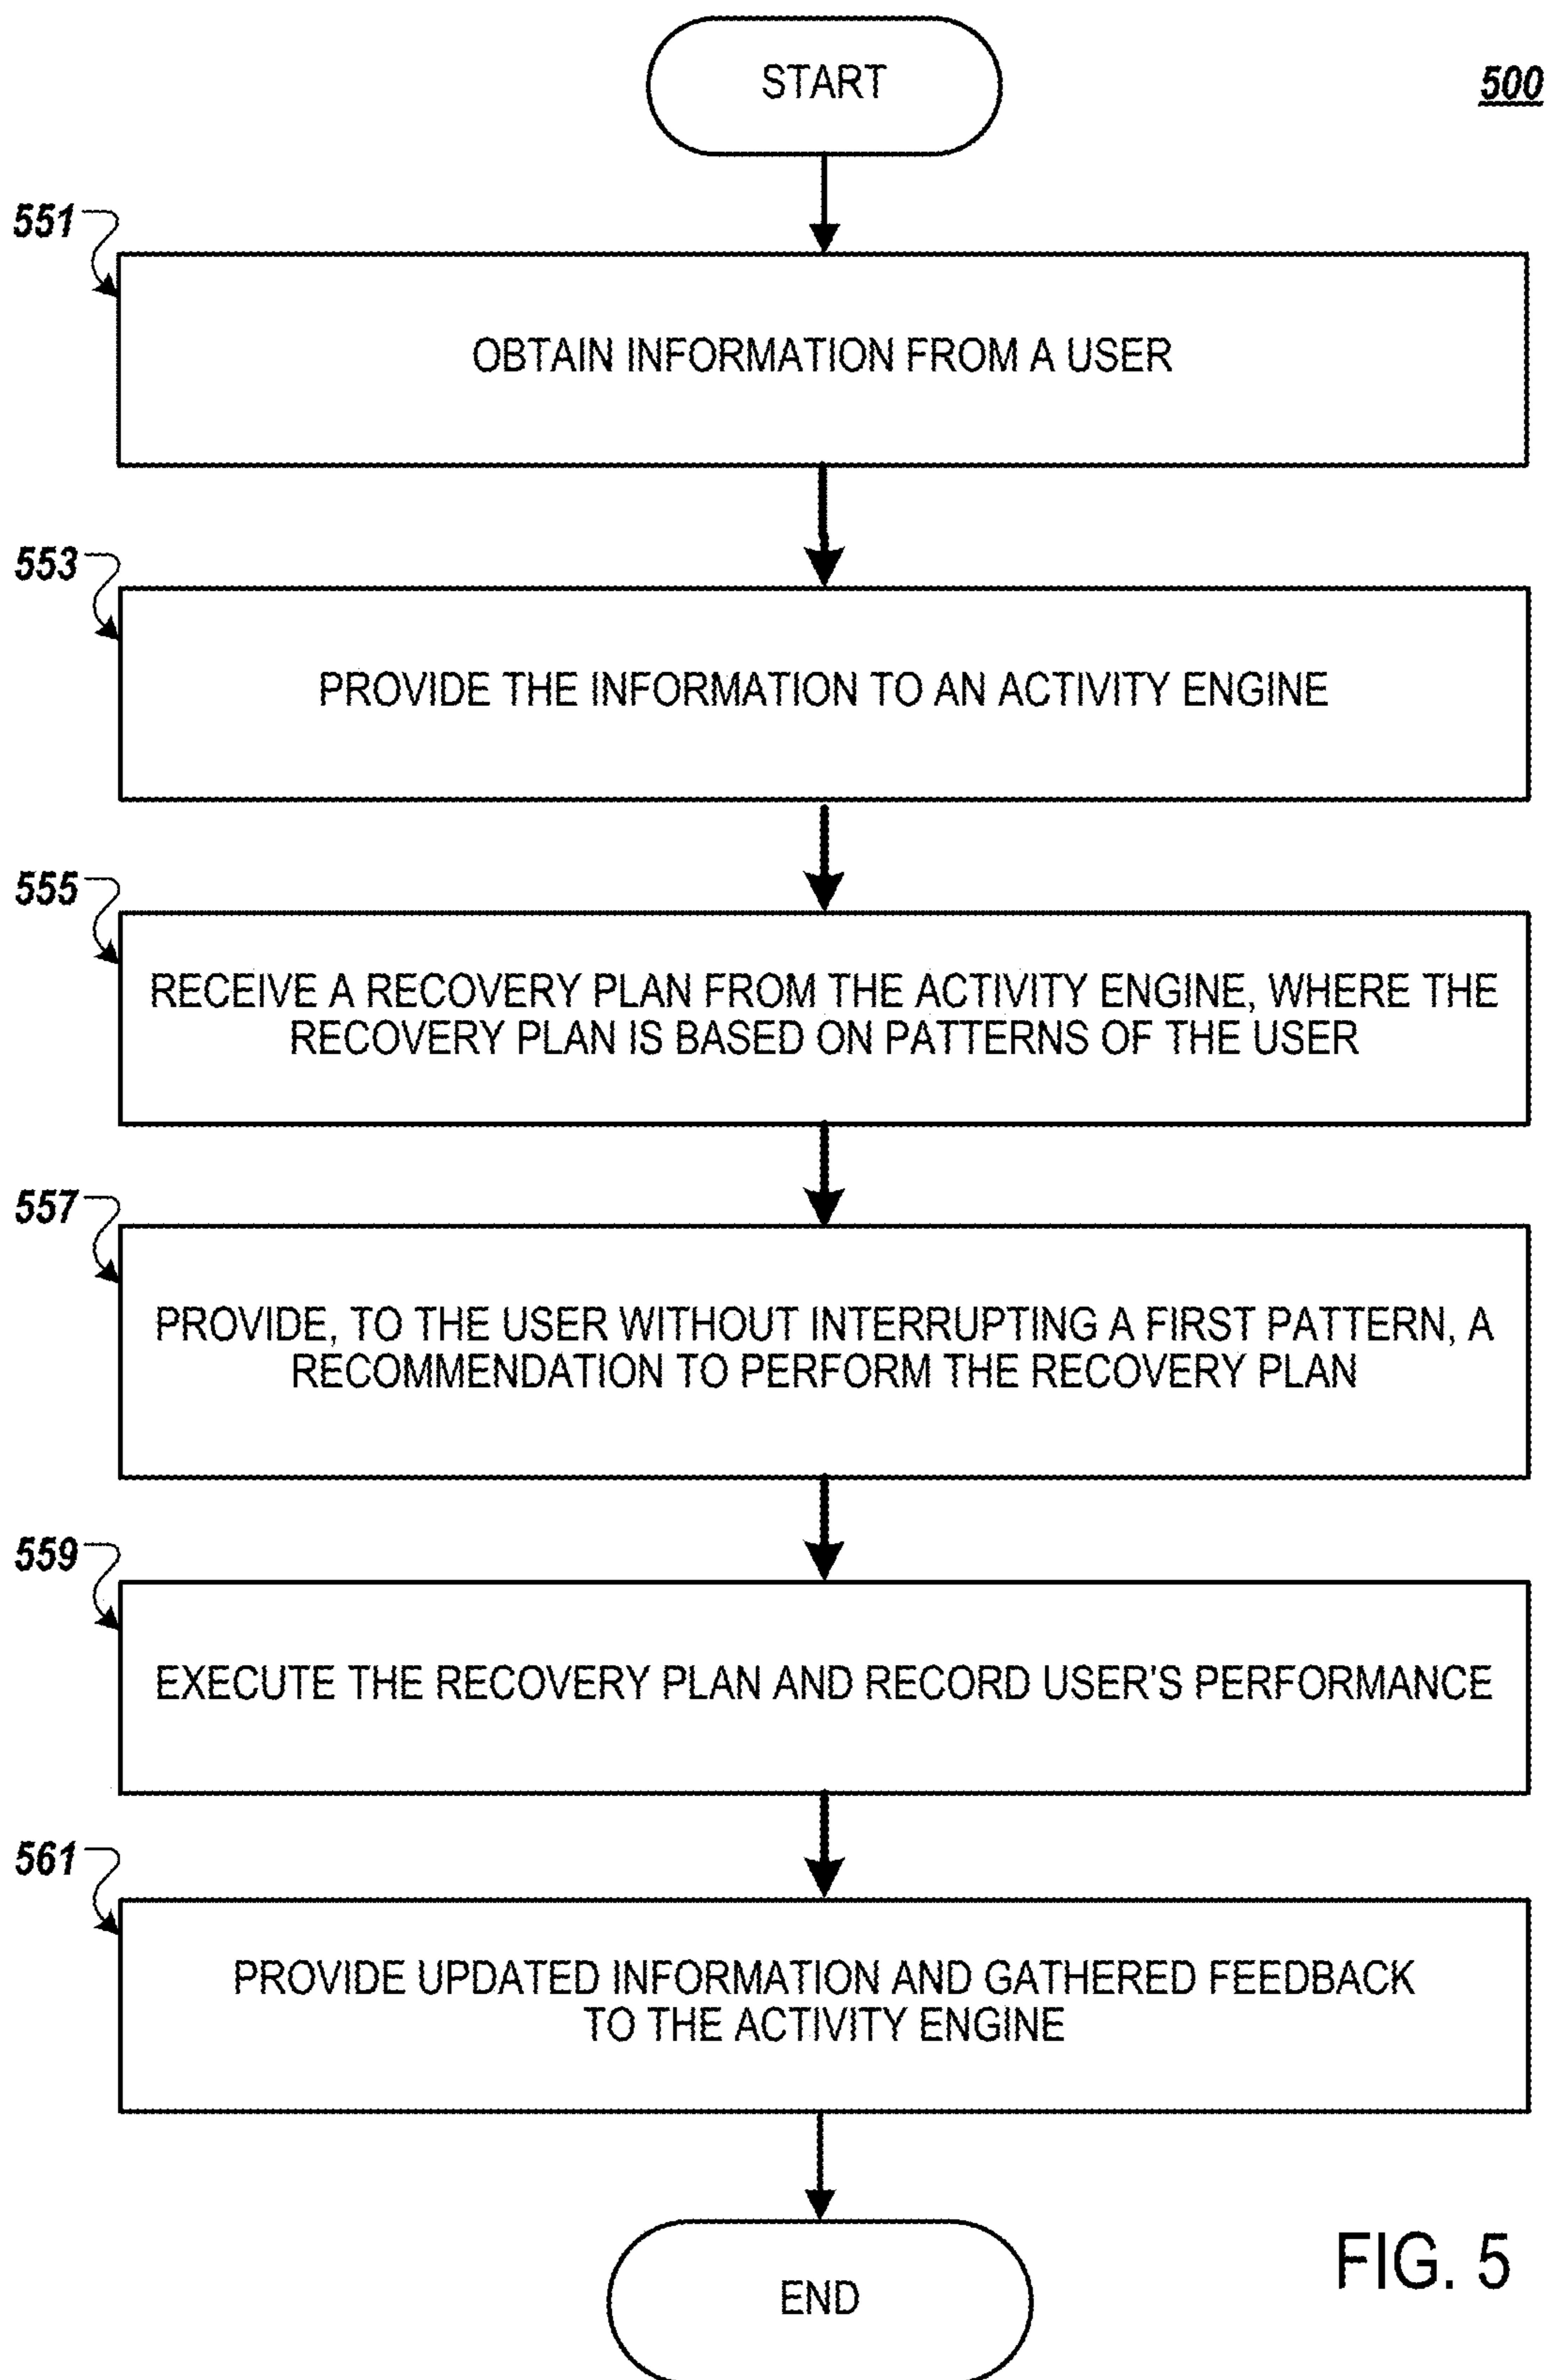 START
500
551
OBTAIN INFORMATION FROM A USER
553
PROVIDE THE INFORMATION TO AN ACTIVITY ENGINE
555
RECEIVE A RECOVERY PLAN FROM THE ACTIVITY ENGINE, WHERE THE
RECOVERY PLAN IS BASED ON PATTERNS OF THE USER
557
PROVIDE, TO THE USER WITHOUT INTERRUPTING A FIRST PATTERN, A
RECOMMENDATION TO PERFORM THE RECOVERY PLAN
559
EXECUTE THE RECOVERY PLAN AND RECORD USER'S PERFORMANCE
561
PROVIDE UPDATED INFORMATION AND GATHERED FEEDBACK
TO THE ACTIVITY ENGINE
END
FIG. 5